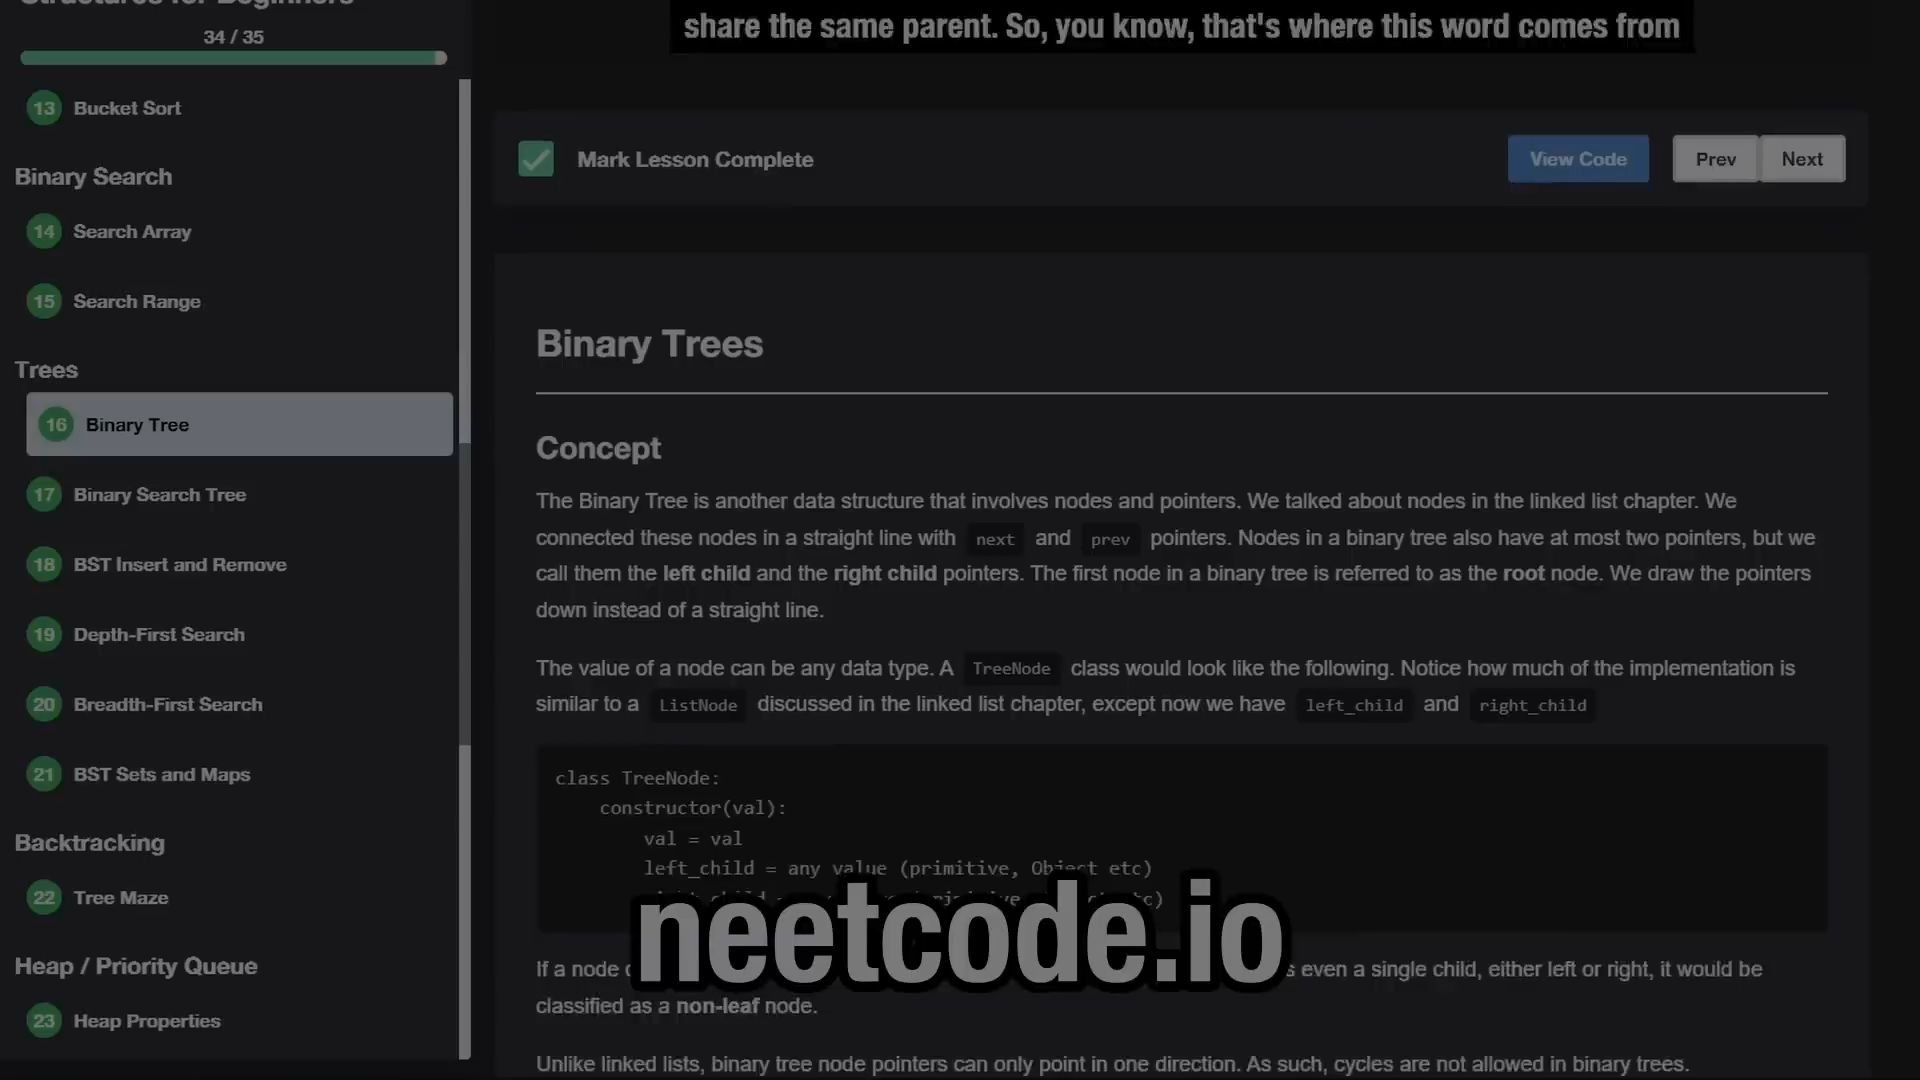 Structures for Beginners
34 / 35
13 Bucket Sort
Binary Search
14 Search Array
15 Search Range
Trees
16 Binary Tree
17 Binary Search Tree
18 BST Insert and Remove
19 Depth-First Search
20 Breadth-First Search
21 BST Sets and Maps
Backtracking
22 Tree Maze
Heap / Priority Queue
23 Heap Properties
share the same parent. So, you know, that's where this word comes from
Mark Lesson Complete
View Code
Prev
Next
Binary Trees
Concept
The Binary Tree is another data structure that involves nodes and pointers. We talked about nodes in the linked list chapter. We
connected these nodes in a straight line with next and prev pointers. Nodes in a binary tree also have at most two pointers, but we
call them the left child and the right child pointers. The first node in a binary tree is referred to as the root node. We draw the pointers
down instead of a straight line.
The value of a node can be any data type. A TreeNode class would look like the following. Notice how much of the implementation is
similar to a ListNode discussed in the linked list chapter, except now we have left_child and right_child
class TreeNode:
constructor(val):
val = val
left_child = any value (primitive, Object etc)
neetcode.io
If a node
even a single child, either left or right, it would be
classified as a non-leaf node.
Unlike linked lists, binary tree node pointers can only point in one direction. As such, cycles are not allowed in binary trees.